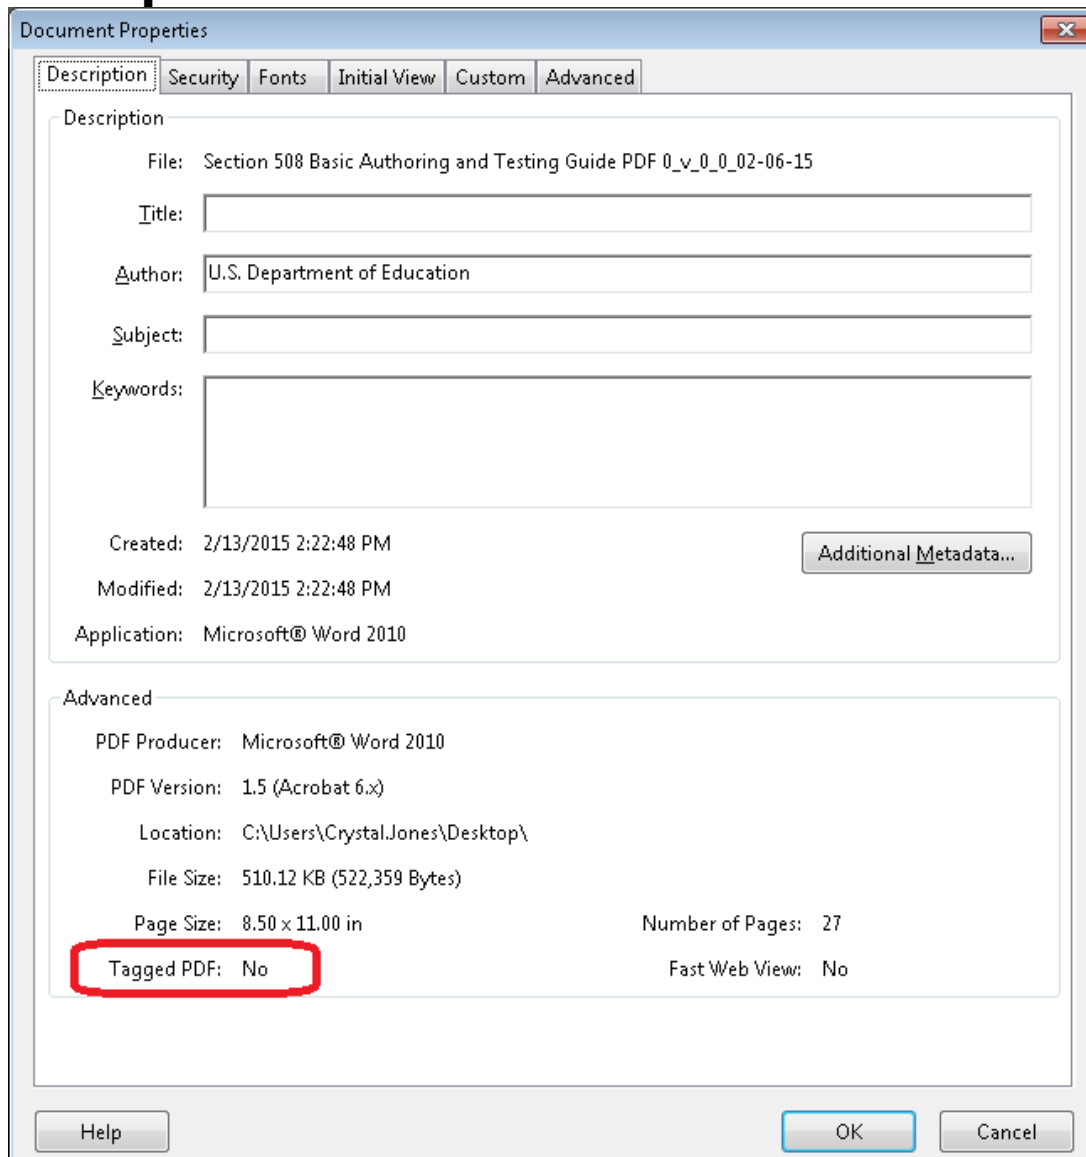 Document Properties
Description Security Fonts Initial View Custom Advanced
Description
File: Section 508 Basic Authoring and Testing Guide PDF 0_v_0_0_02-06-15
Title:
Author: U.S. Department of Education
Subject:
Keywords:
Created: 2/13/2015 2:22:48 PM
Additional Metadata...
Modified: 2/13/2015 2:22:48 PM
Application: Microsoft® Word 2010
Advanced
PDF Producer: Microsoft® Word 2010
PDF Version: 1.5 (Acrobat 6.x)
Location: C:\Users\Crystal.Jones\Desktop\
File Size: 510.12 KB (522,359 Bytes)
Page Size: 8.50 x 11.00 in Number of Pages: 27
Tagged PDF: No Fast Web View: No
Help OK Cancel